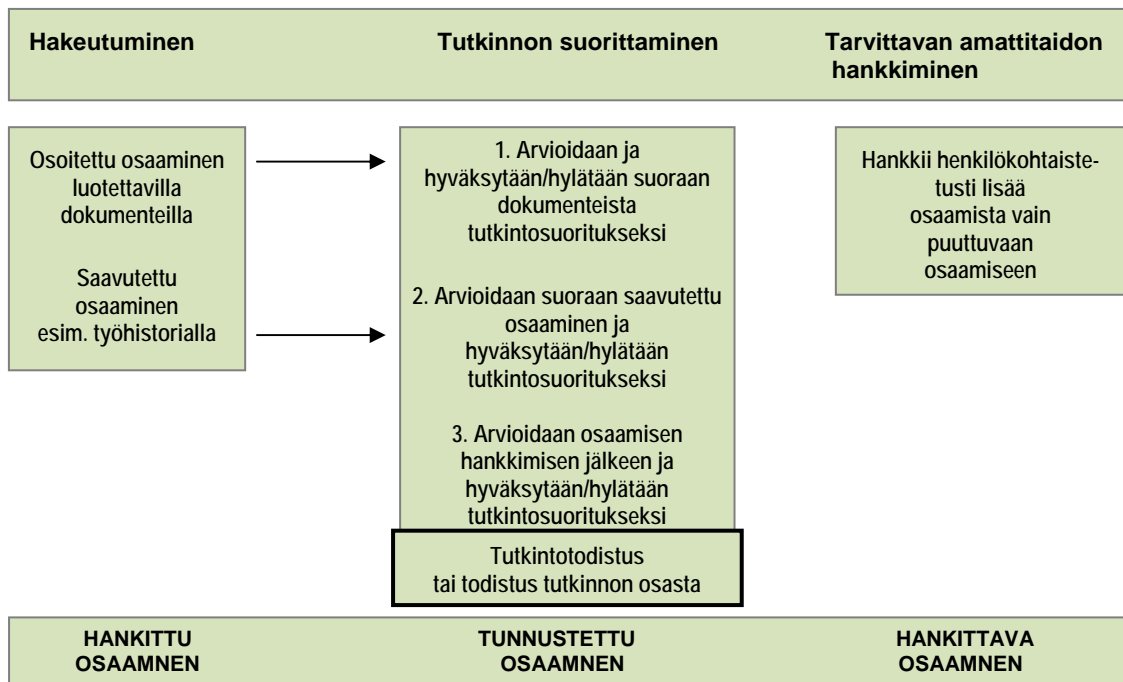 Hakeutuminen
Tutkinnon suorittaminen
Tarvittavan amattitaidon
hankkiminen
Osoitettu osaaminen
luotettavilla
dokumenteilla
Saavutettu
osaaminen
esim. työhistorialla
1. Arvioidaan ja
hyväksytään/hylätään suoraan
dokumenteista
tutkintosuoritukseksi
2. Arvioidaan suoraan saavutettu
osaaminen ja
hyväksytään/hylätään
tutkintosuoritukseksi
3. Arvioidaan osaamisen
hankkimisen jälkeen ja
hyväksytään/hylätään
tutkintosuoritukseksi
Tutkintotodistus
tai todistus tutkinnon osasta
Hankkii henkilökohtaiste-
tusti lisää
osaamista vain
puuttuvaan
osaamiseen
HANKITTU
OSAAMNEN
TUNNUSTETTU
OSAAMNEN
HANKITTAVA
OSAAMNEN